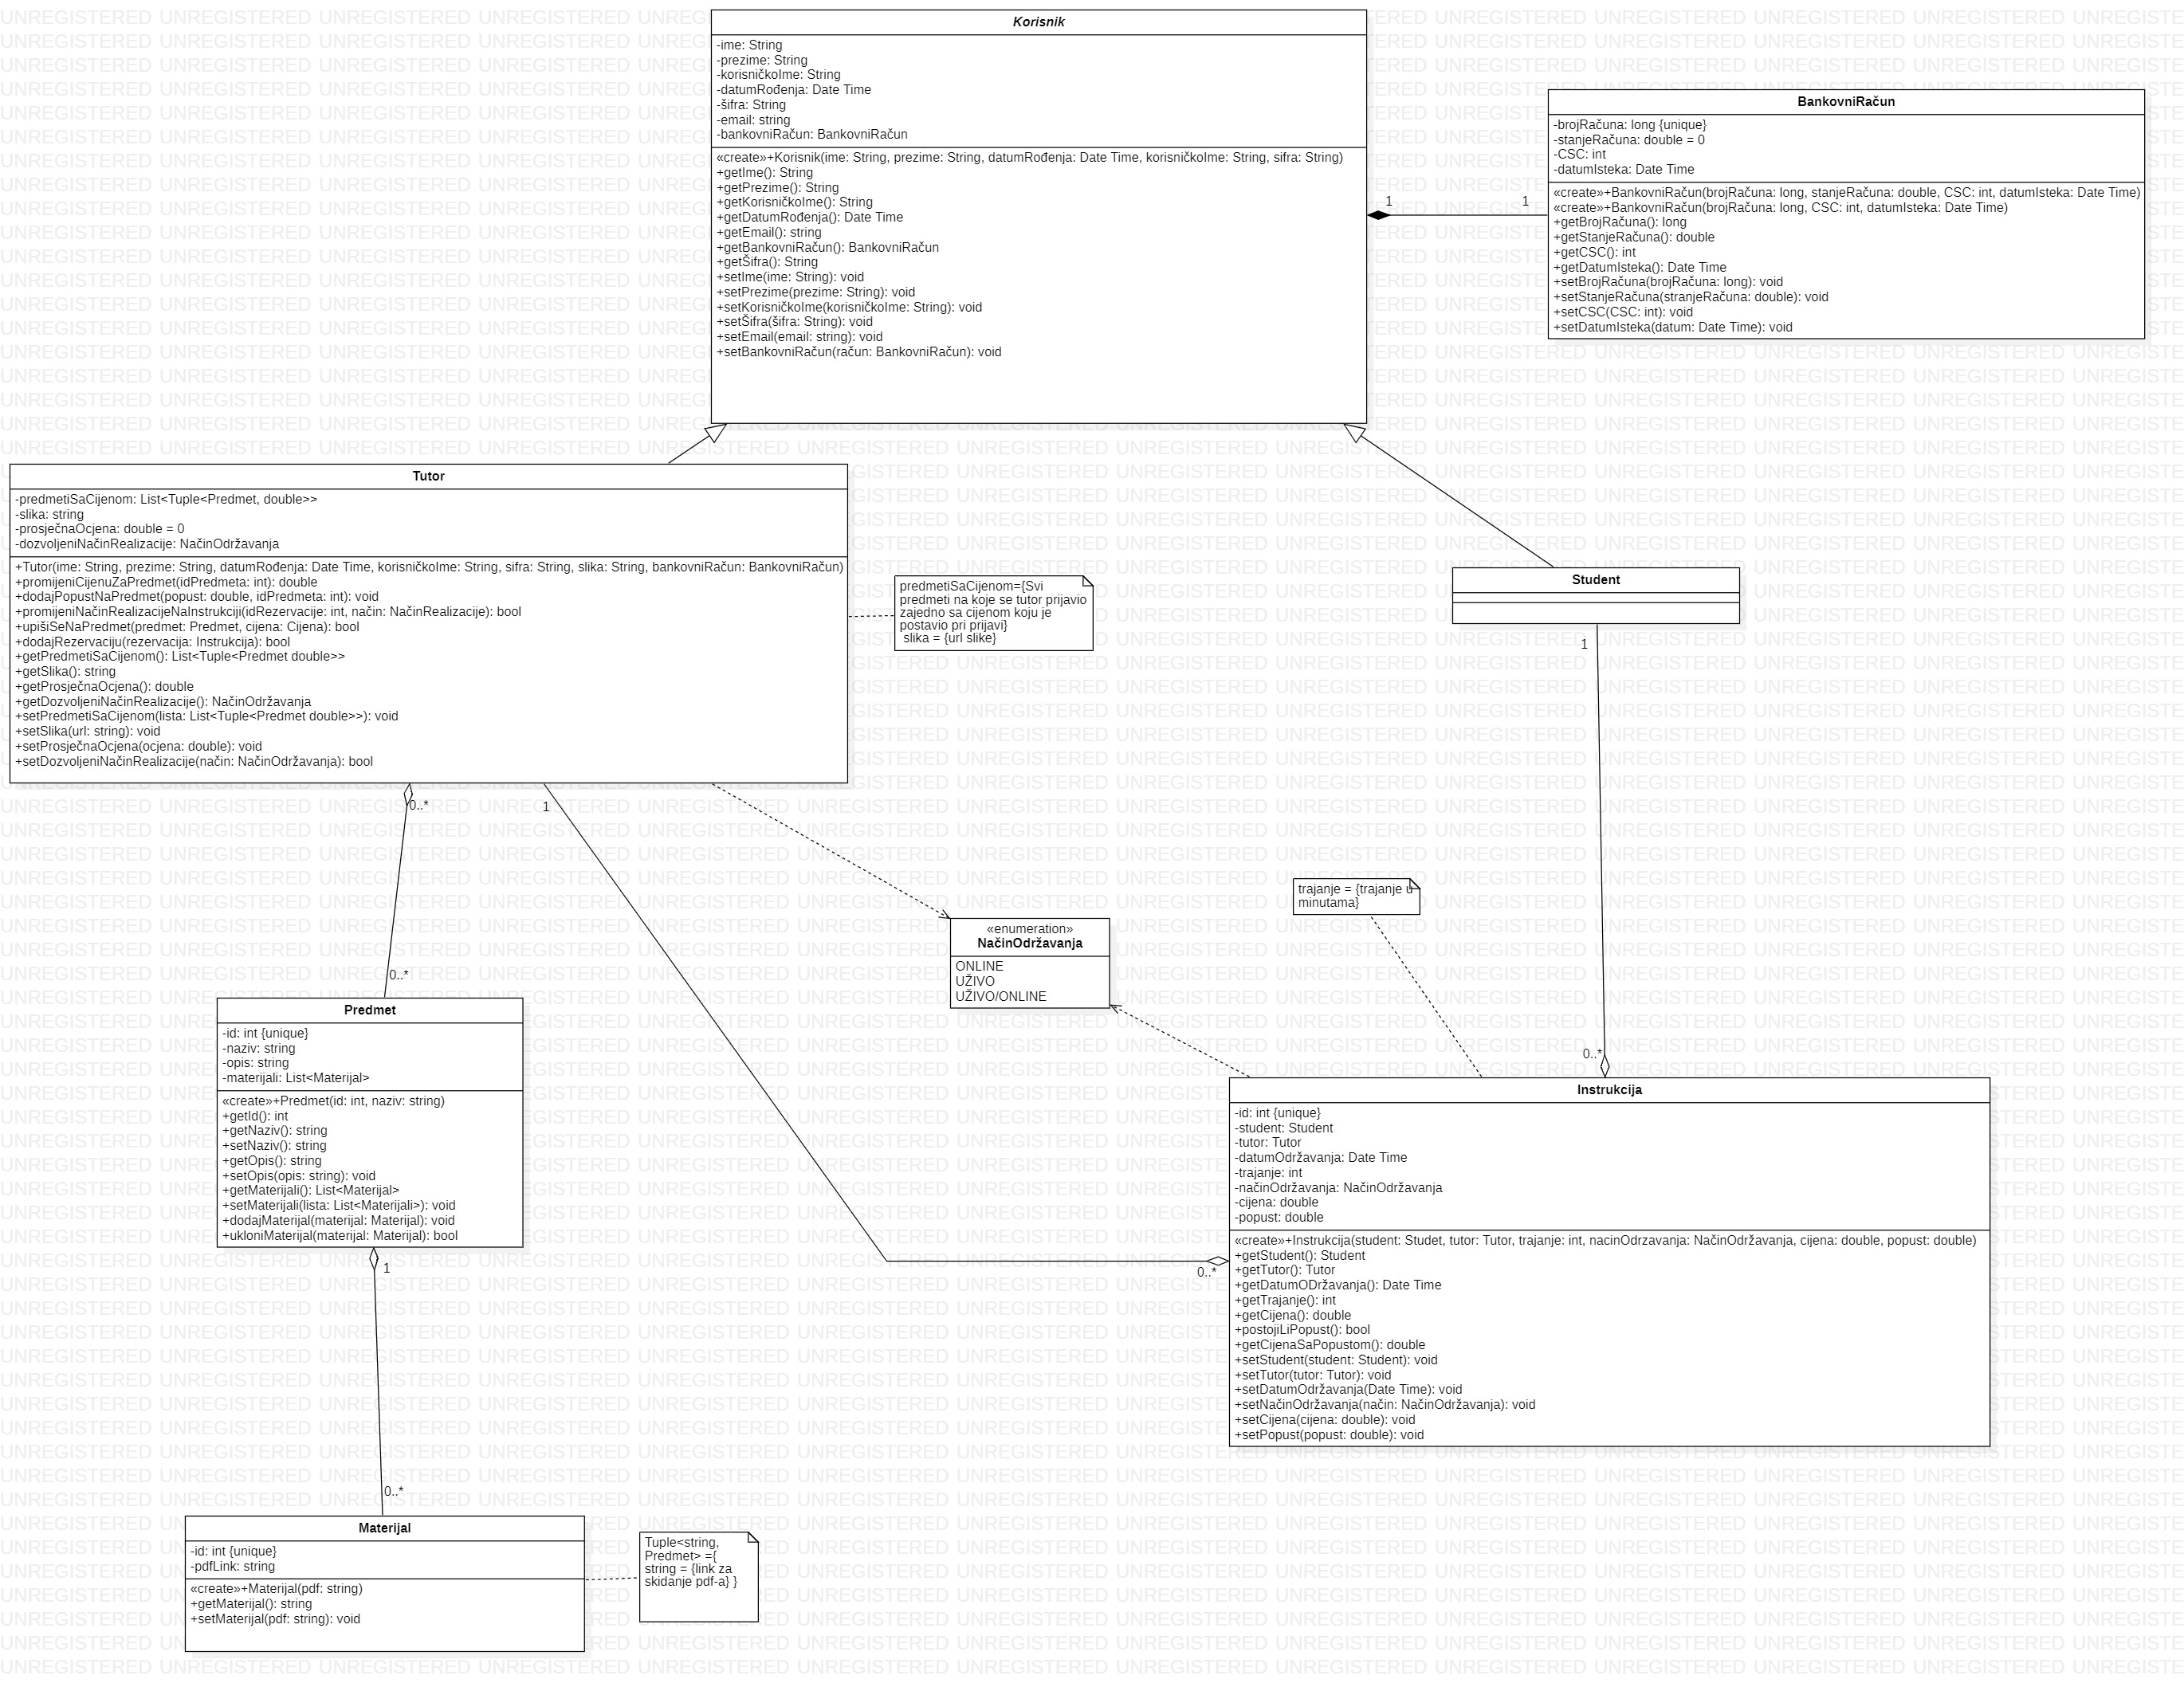 Korisnik
-ime: String
-prezime: String
-korisničkoIme: String
-datumRođenja: Date Time
-šifra: String
-email: string
-bankovniRačun: BankovniRačun
«create»+Korisnik(ime: String, prezime: String, datumRođenja: Date Time, korisničkoIme: String, sifra: String)
+getIme(): String
+getPrezime(): String
+getKorisničkoIme(): String
+getDatumRođenja(): Date Time
+getEmail(): string
+getBankovniRačun(): BankovniRačun
+getŠifra(): String
+setIme(ime: String): void
+setPrezime(prezime: String): void
+setKorisničkoIme(korisničkoIme: String): void
+setŠifra(šifra: String): void
+setEmail(email: string): void
+setBankovniRačun(račun: BankovniRačun): void
1
1
BankovniRačun
-brojRačuna: long {unique}
-stanjeRačuna: double = 0
-CSC: int
-datumIsteka: Date Time
«create»+BankovniRačun(brojRačuna: long, stanjeRačuna: double, CSC: int, datumIsteka: Date Time)
«create»+BankovniRačun(brojRačuna: long, CSC: int, datumIsteka: Date Time)
+getBrojRačuna(): long
+getStanjeRačuna(): double
+getCSC(): int
+getDatumIsteka(): Date Time
+setBrojRačuna(brojRačuna: long): void
+setStanjeRačuna(stranjeRačuna: double): void
+setCSC(CSC: int): void
+setDatumIsteka(datum: Date Time): void
Tutor
-predmetiSaCijenom: List<Tuple<Predmet, double>>
-slika: string
-prosječnaOcjena: double = 0
-dozvoljeniNačinRealizacije: NačinOdržavanja
+Tutor(ime: String, prezime: String, datumRođenja: Date Time, korisničkoIme: String, sifra: String, slika: String, bankovniRačun: BankovniRačun)
+promijeniCijenuZaPredmet(idPredmeta: int): double
+dodajPopustNaPredmet(popust: double, idPredmeta: int): void
+promijeniNačinRealizacijeNaInstrukciji(idRezervacije: int, način: NačinRealizacije): bool
+upišiSeNaPredmet(predmet: Predmet, cijena: Cijena): bool
+dodajRezervaciju(rezervacija: Instrukcija): bool
+getPredmetiSaCijenom(): List<Tuple<Predmet double>>
+getSlika(): string
+getProsječnaOcjena(): double
+getDozvoljeniNačinRealizacije(): NačinOdržavanja
+setPredmetiSaCijenom(lista: List<Tuple<Predmet double>>): void
+setSlika(url: string): void
+setProsječnaOcjena(ocjena: double): void
+setDozvoljeniNačinRealizacije(način: NačinOdržavanja): bool
predmetiSaCijenom={Svi
predmeti na koje se tutor prijavio
zajedno sa cijenom koju je
postavio pri prijavi}
slika = {url slike}
Student
1
0..*
1
trajanje = {trajanje u
minutama}
«enumeration»
NačinOdržavanja
ONLINE
UŽIVO
UŽIVO/ONLINE
0..*
0..*
Predmet
-id: int {unique}
-naziv: string
-opis: string
-materijali: List<Materijal>
«create»+Predmet(id: int, naziv: string)
+getId(): int
+getNaziv(): string
+setNaziv(): string
+getOpis(): string
+setOpis(opis: string): void
+getMaterijali(): List<Materijal>
+setMaterijali(lista: List<Materijali>): void
+dodajMaterijal(materijal: Materijal): void
+ukloniMaterijal(materijal: Materijal): bool
1
0..*
Instrukcija
-id: int {unique}
-student: Student
-tutor: Tutor
-datumOdržavanja: Date Time
-trajanje: int
-načinOdržavanja: NačinOdržavanja
-cijena: double
-popust: double
«create»+Instrukcija(student: Studet, tutor: Tutor, trajanje: int, nacinOdrzavanja: NačinOdržavanja, cijena: double, popust: double)
+getStudent(): Student
+getTutor(): Tutor
+getDatumODržavanja(): Date Time
+getTrajanje(): int
+getCijena(): double
+postojiLiPopust(): bool
+getCijenaSaPopustom(): double
+setStudent(student: Student): void
+setTutor(tutor: Tutor): void
+setDatumOdržavanja(Date Time): void
+setNačinOdržavanja(način: NačinOdržavanja): void
+setCijena(cijena: double): void
+setPopust(popust: double): void
0..*
Materijal
-id: int {unique}
-pdfLink: string
«create»+Materijal(pdf: string)
+getMaterijal(): string
+setMaterijal(pdf: string): void
Tuple<string,
Predmet> ={
string = {link za
skidanje pdf-a} }